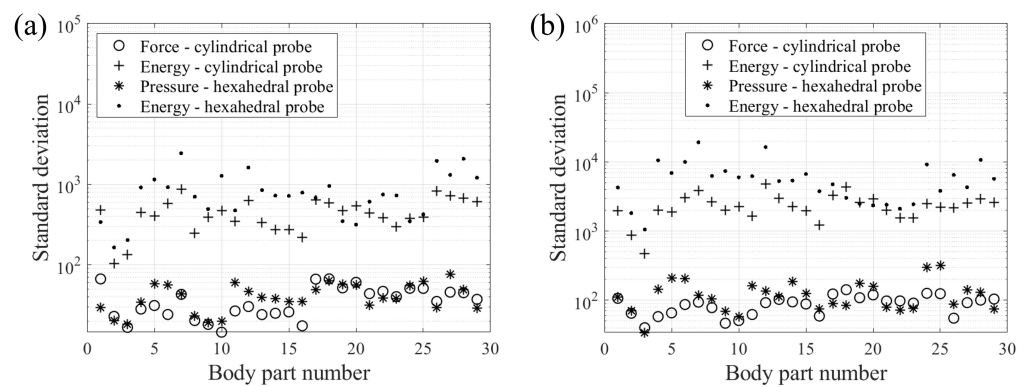 (a)
10^5
10^4
10^3
10^2
Standard deviation
Force - cylindrical probe
Energy - cylindrical probe
Pressure - hexahedral probe
Energy - hexahedral probe
0 5 10 15 20 25 30
Body part number
(b)
10^6
10^5
10^4
10^3
10^2
Standard deviation
Force - cylindrical probe
Energy - cylindrical probe
Pressure - hexahedral probe
Energy - hexahedral probe
0 5 10 15 20 25 30
Body part number